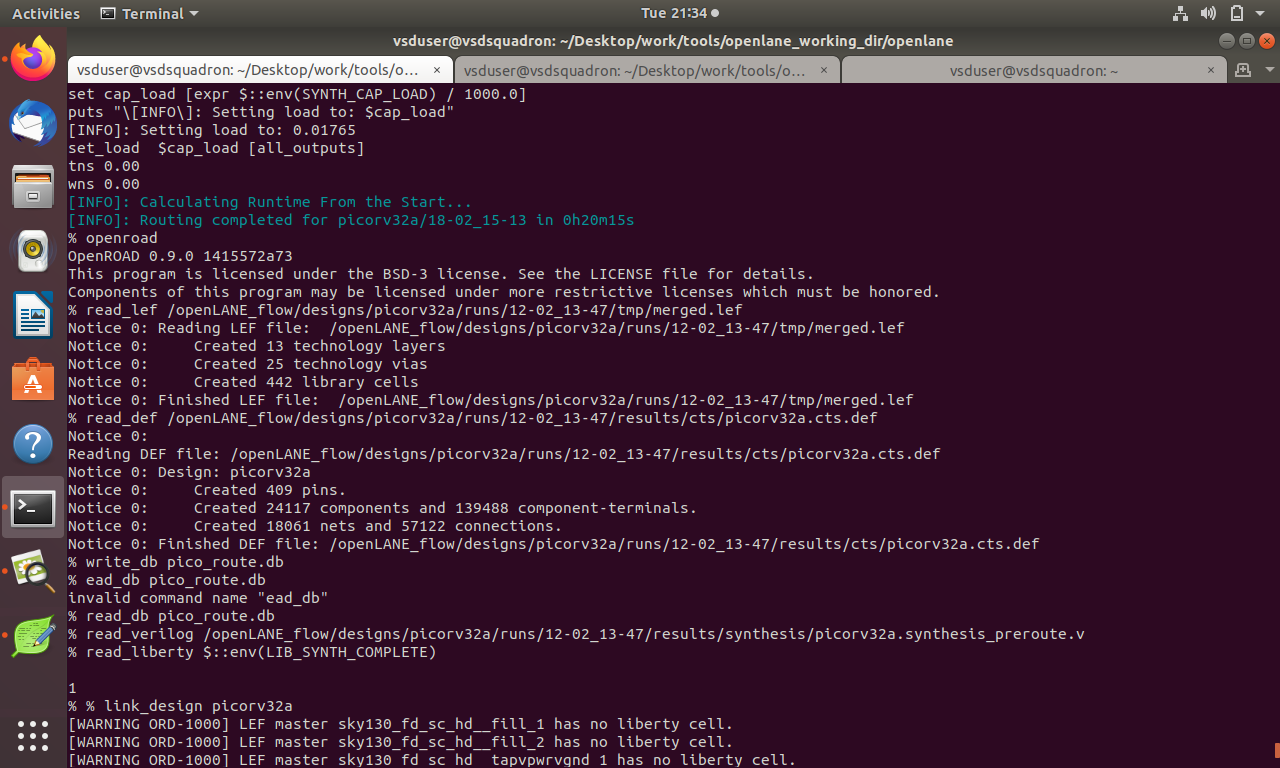 Activities Terminal Tue 21:34
vsduser@vsdsquadron: ~/Desktop/work/tools/openlane_working_dir/openlane
vsduser@vsdsquadron: ~/Desktop/work/tools/o... × vsduser@vsdsquadron: ~/Desktop/work/tools/o... × vsduser@vsdsquadron: ~ ×
set cap_load [expr $::env(SYNTH_CAP_LOAD) / 1000.0]
puts "\[INFO\]: Setting load to: $cap_load"
[INFO]: Setting load to: 0.01765
set_load  $cap_load [all_outputs]
tns 0.00
wns 0.00
[INFO]: Calculating Runtime From the Start...
[INFO]: Routing completed for picorv32a/18-02_15-13 in 0h20m15s
% openroad
OpenROAD 0.9.0 1415572a73
This program is licensed under the BSD-3 license. See the LICENSE file for details.
Components of this program may be licensed under more restrictive licenses which must be honored.
% read_lef /openLANE_flow/designs/picorv32a/runs/12-02_13-47/tmp/merged.lef
Notice 0: Reading LEF file:  /openLANE_flow/designs/picorv32a/runs/12-02_13-47/tmp/merged.lef
Notice 0:     Created 13 technology layers
Notice 0:     Created 25 technology vias
Notice 0:     Created 442 library cells
Notice 0: Finished LEF file:  /openLANE_flow/designs/picorv32a/runs/12-02_13-47/tmp/merged.lef
% read_def /openLANE_flow/designs/picorv32a/runs/12-02_13-47/results/cts/picorv32a.cts.def
Notice 0:
Reading DEF file: /openLANE_flow/designs/picorv32a/runs/12-02_13-47/results/cts/picorv32a.cts.def
Notice 0: Design: picorv32a
Notice 0:     Created 409 pins.
Notice 0:     Created 24117 components and 139488 component-terminals.
Notice 0:     Created 18061 nets and 57122 connections.
Notice 0: Finished DEF file: /openLANE_flow/designs/picorv32a/runs/12-02_13-47/results/cts/picorv32a.cts.def
% write_db pico_route.db
% ead_db pico_route.db
invalid command name "ead_db"
% read_db pico_route.db
% read_verilog /openLANE_flow/designs/picorv32a/runs/12-02_13-47/results/synthesis/picorv32a.synthesis_preroute.v
% read_liberty $::env(LIB_SYNTH_COMPLETE)
1
% % link_design picorv32a
[WARNING ORD-1000] LEF master sky130_fd_sc_hd__fill_1 has no liberty cell.
[WARNING ORD-1000] LEF master sky130_fd_sc_hd__fill_2 has no liberty cell.
[WARNING ORD-1000] LEF master sky130_fd_sc_hd__tapvpwrvgnd_1 has no liberty cell.